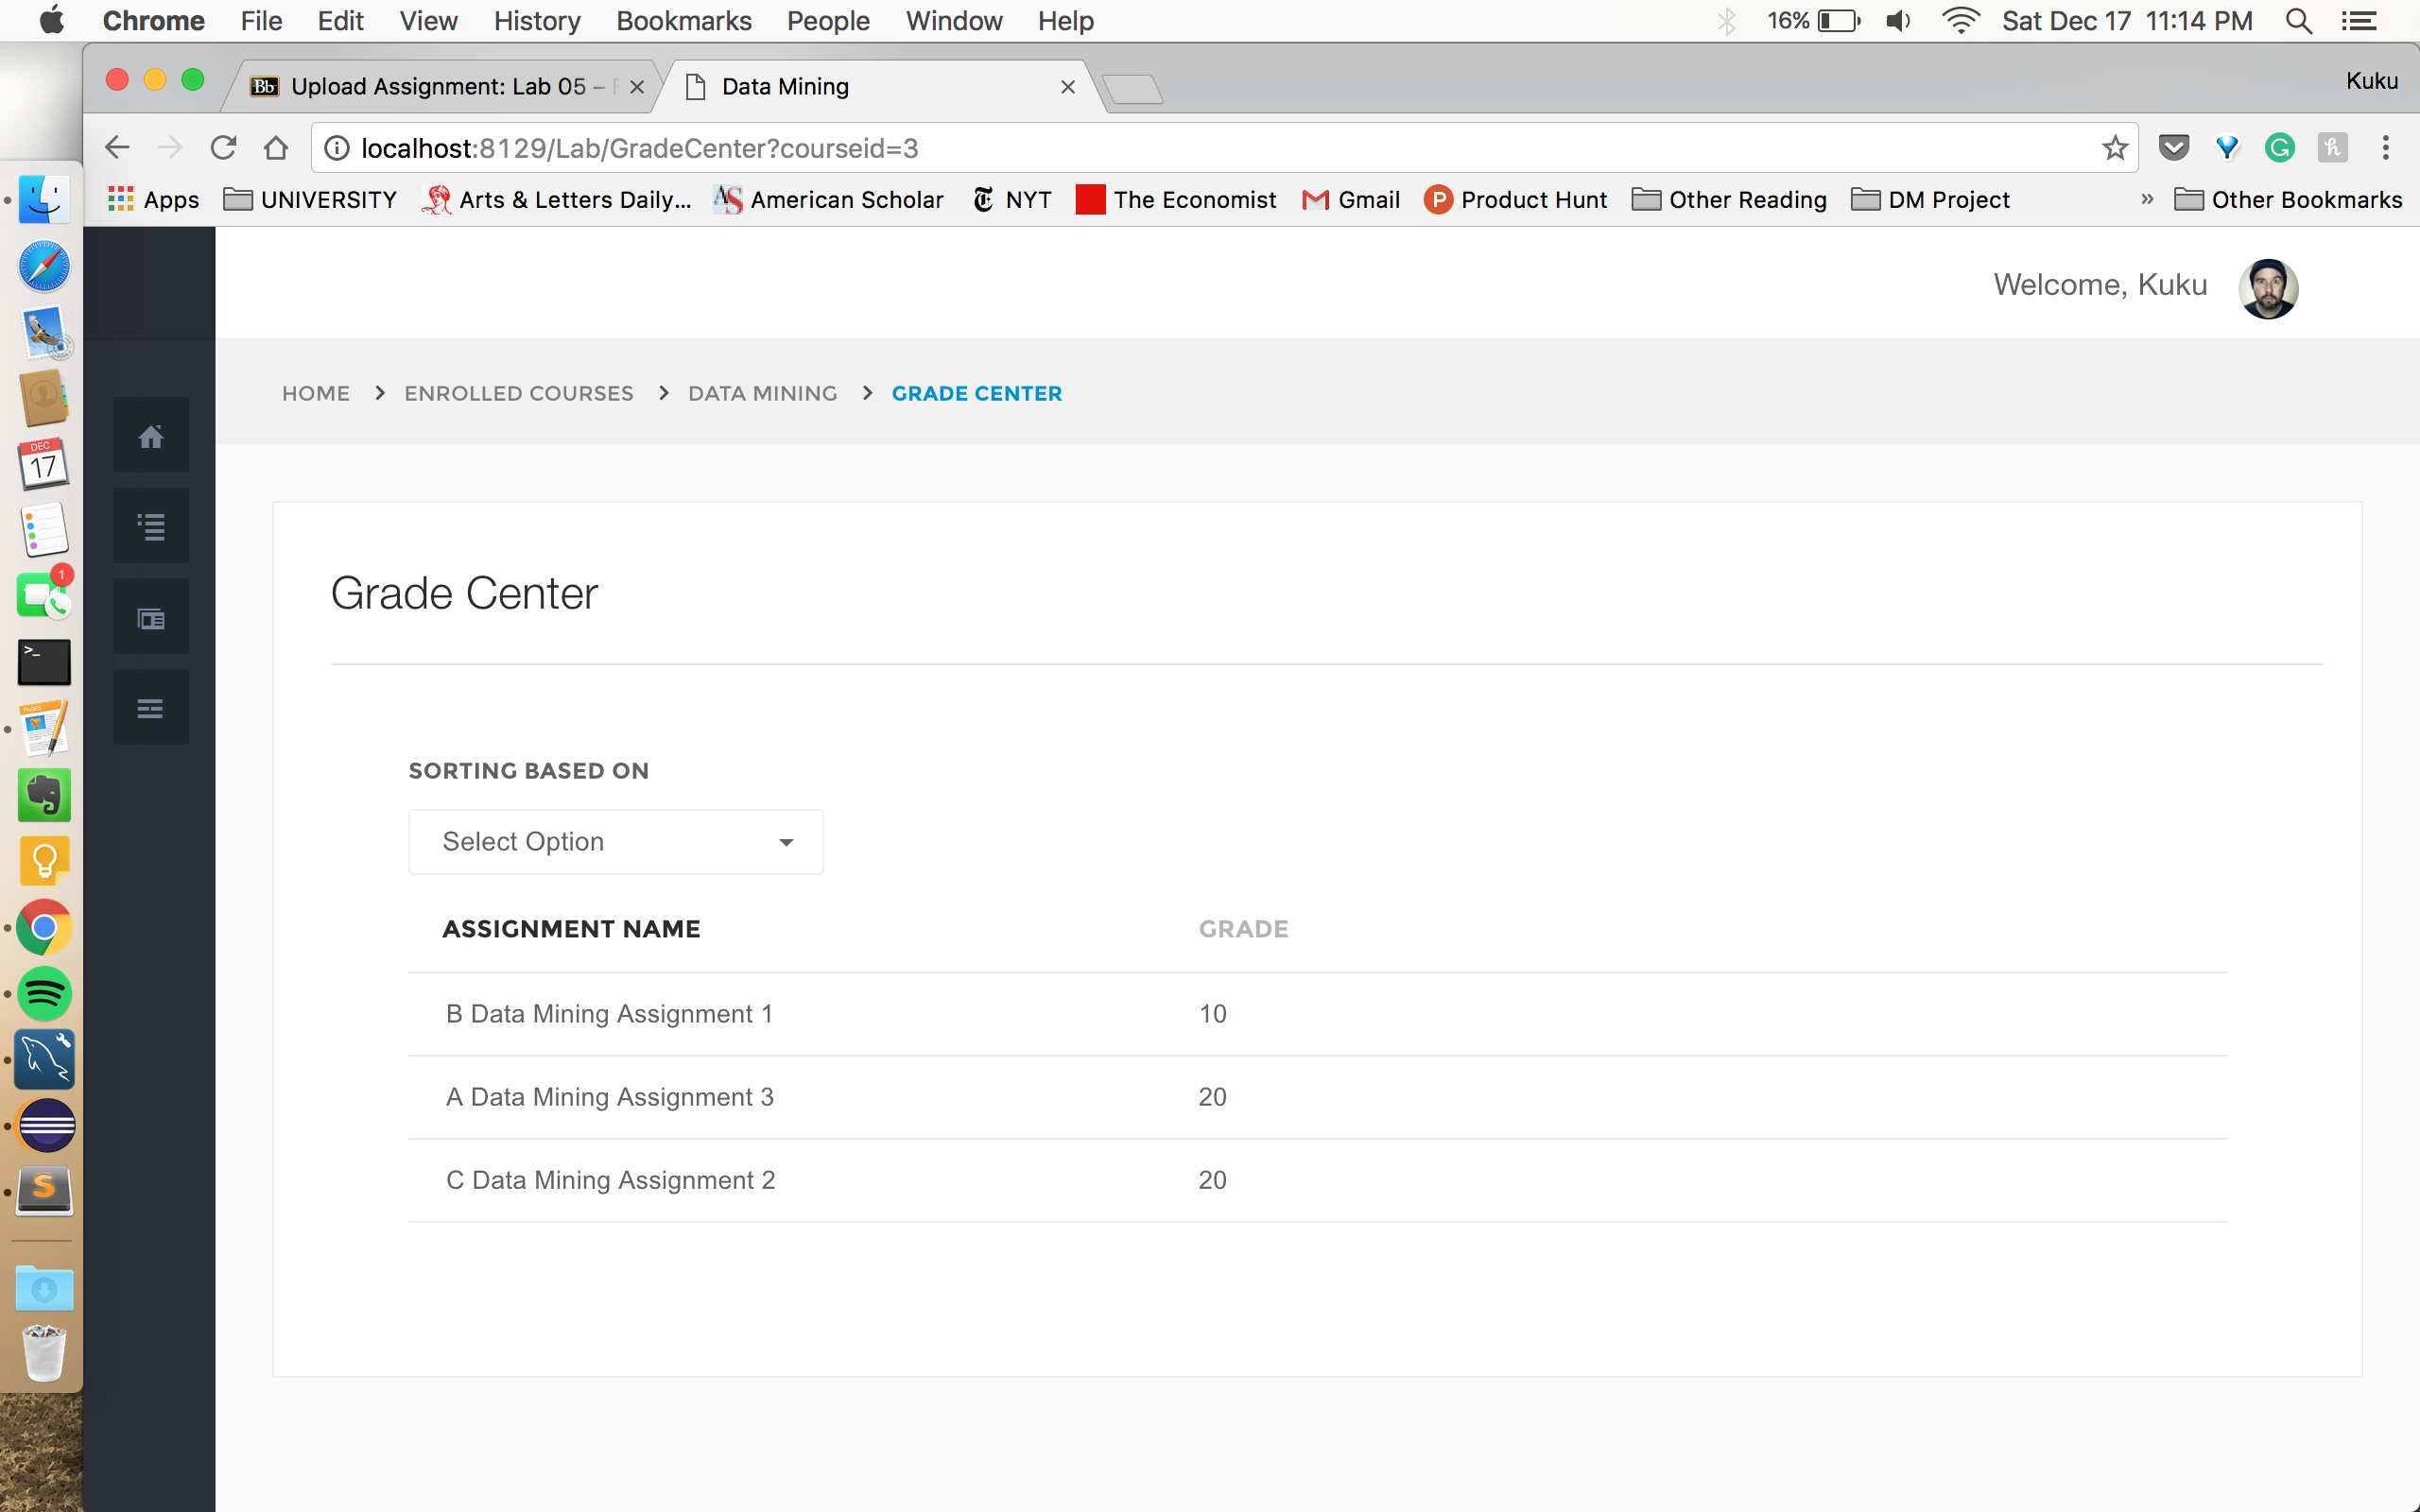 Chrome File Edit View History Bookmarks People Window Help 16% Sat Dec 17 11:14 PM
Bb Upload Assignment: Lab 05 – Data Mining Kuku
localhost:8129/Lab/GradeCenter?courseid=3
Apps UNIVERSITY Arts & Letters Daily... AS American Scholar NYT The Economist Gmail P Product Hunt Other Reading DM Project » Other Bookmarks
Welcome, Kuku
HOME > ENROLLED COURSES > DATA MINING > GRADE CENTER
DEC
17
1
>_
PAGES
S
Grade Center
SORTING BASED ON
Select Option
ASSIGNMENT NAME GRADE
B Data Mining Assignment 1 10
A Data Mining Assignment 3 20
C Data Mining Assignment 2 20